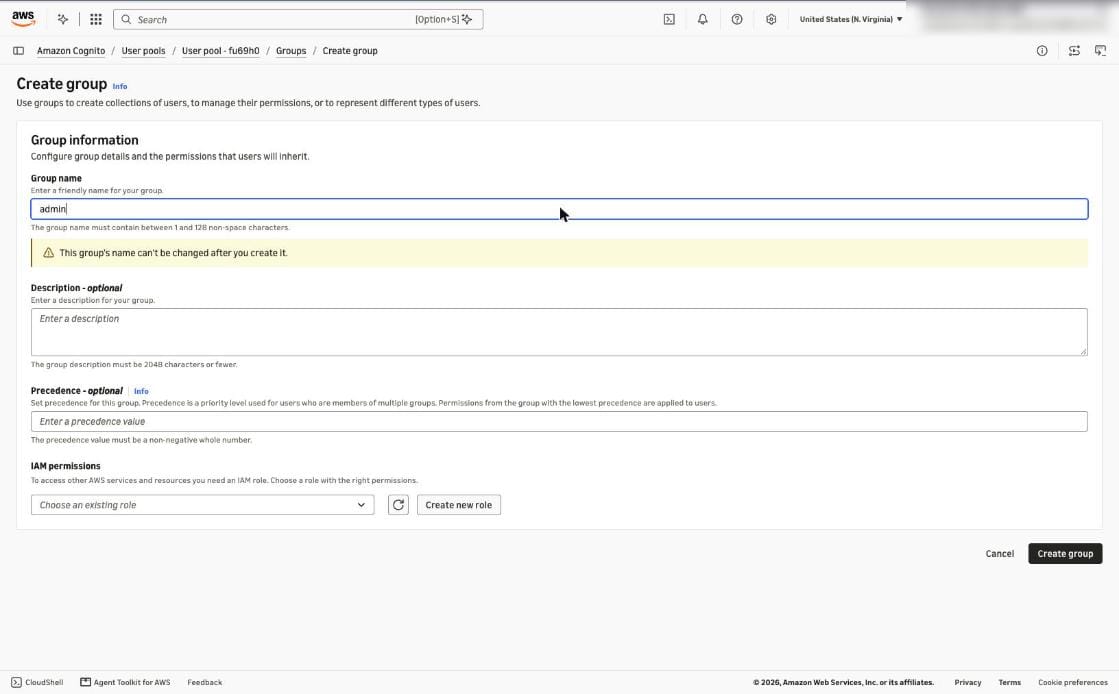 aws
Search
[Option+S]
United States (N. Virginia)
Amazon Cognito / User pools / User pool - fu69h0 / Groups / Create group
Create group Info
Use groups to create collections of users, to manage their permissions, or to represent different types of users.
Group information
Configure group details and the permissions that users will inherit.
Group name
Enter a friendly name for your group.
admin
The group name must contain between 1 and 128 non-space characters.
This group's name can't be changed after you create it.
Description - optional
Enter a description for your group.
Enter a description
The group description must be 2048 characters or fewer.
Precedence - optional Info
Set precedence for this group. Precedence is a priority level used for users who are members of multiple groups. Permissions from the group with the lowest precedence are applied to users.
Enter a precedence value
The precedence value must be a non-negative whole number.
IAM permissions
To access other AWS services and resources you need an IAM role. Choose a role with the right permissions.
Choose an existing role
Create new role
Cancel
Create group
CloudShell
Agent Toolkit for AWS
Feedback
© 2026, Amazon Web Services, Inc. or its affiliates.
Privacy
Terms
Cookie preferences